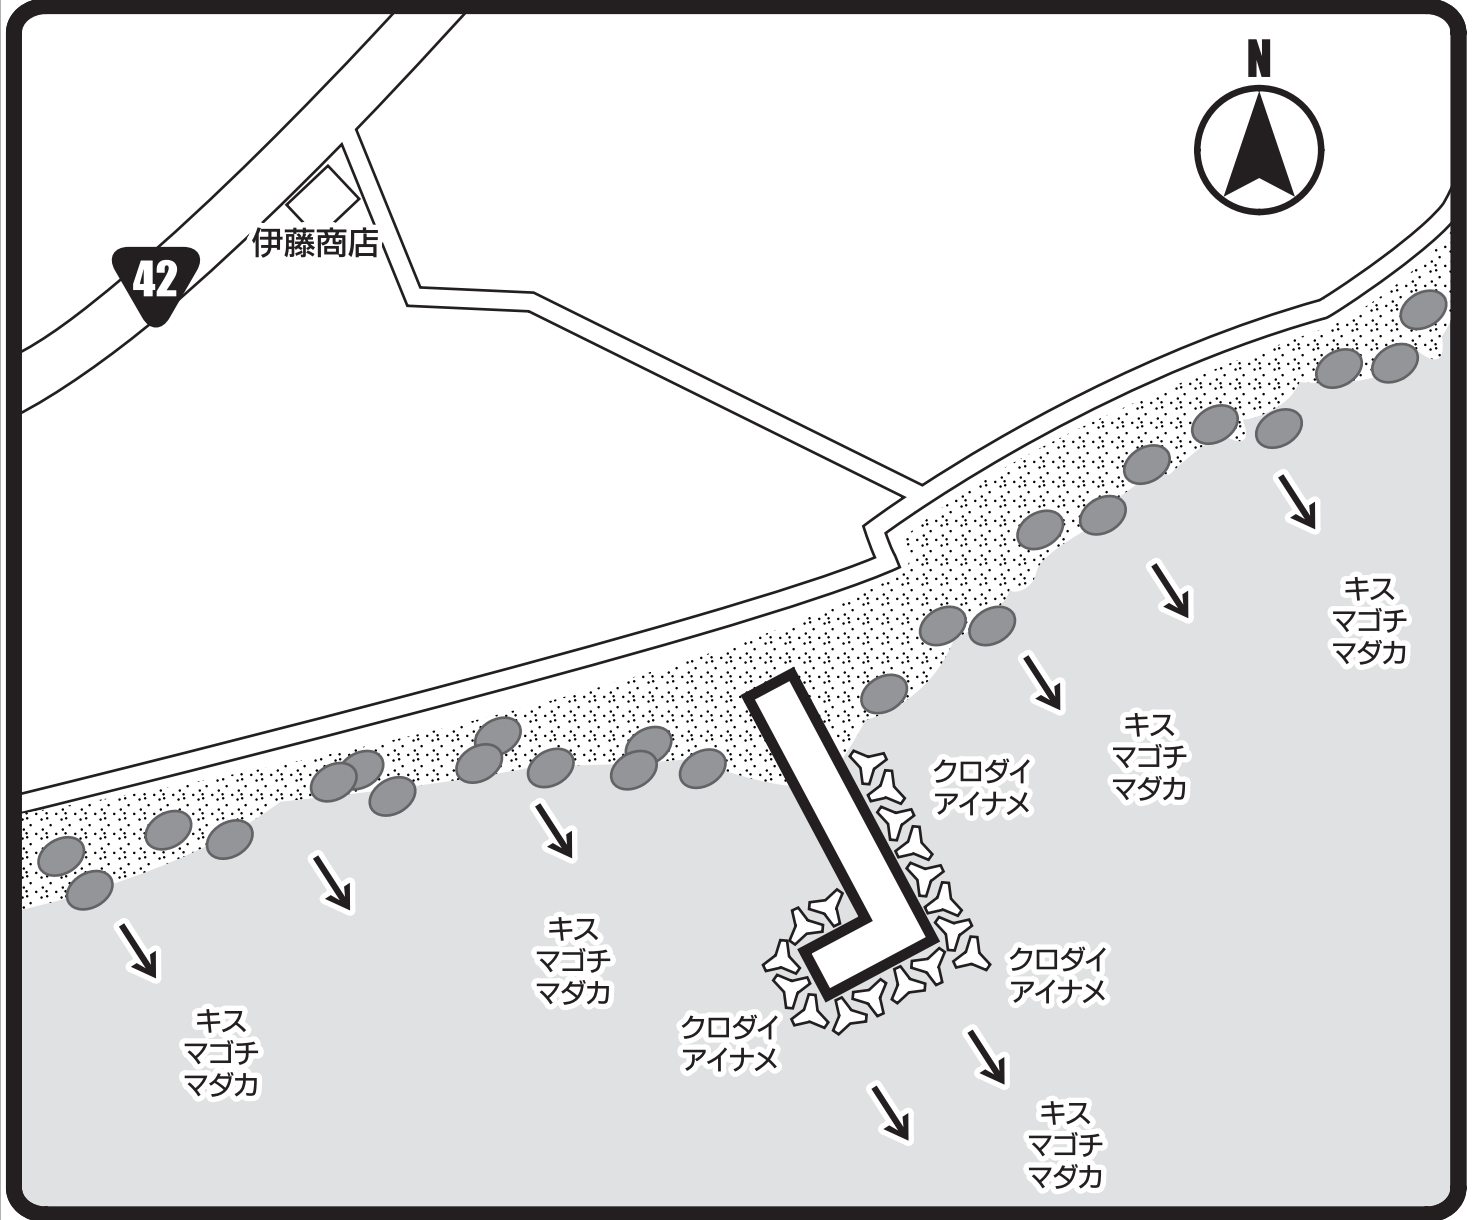 N
伊藤商店
42
キス
マゴチ
マダカ
キス
マゴチ
マダカ
クロダイ
アイナメ
キス
マゴチ
マダカ
クロダイ
アイナメ
キス
マゴチ
マダカ
クロダイ
アイナメ
キス
マゴチ
マダカ